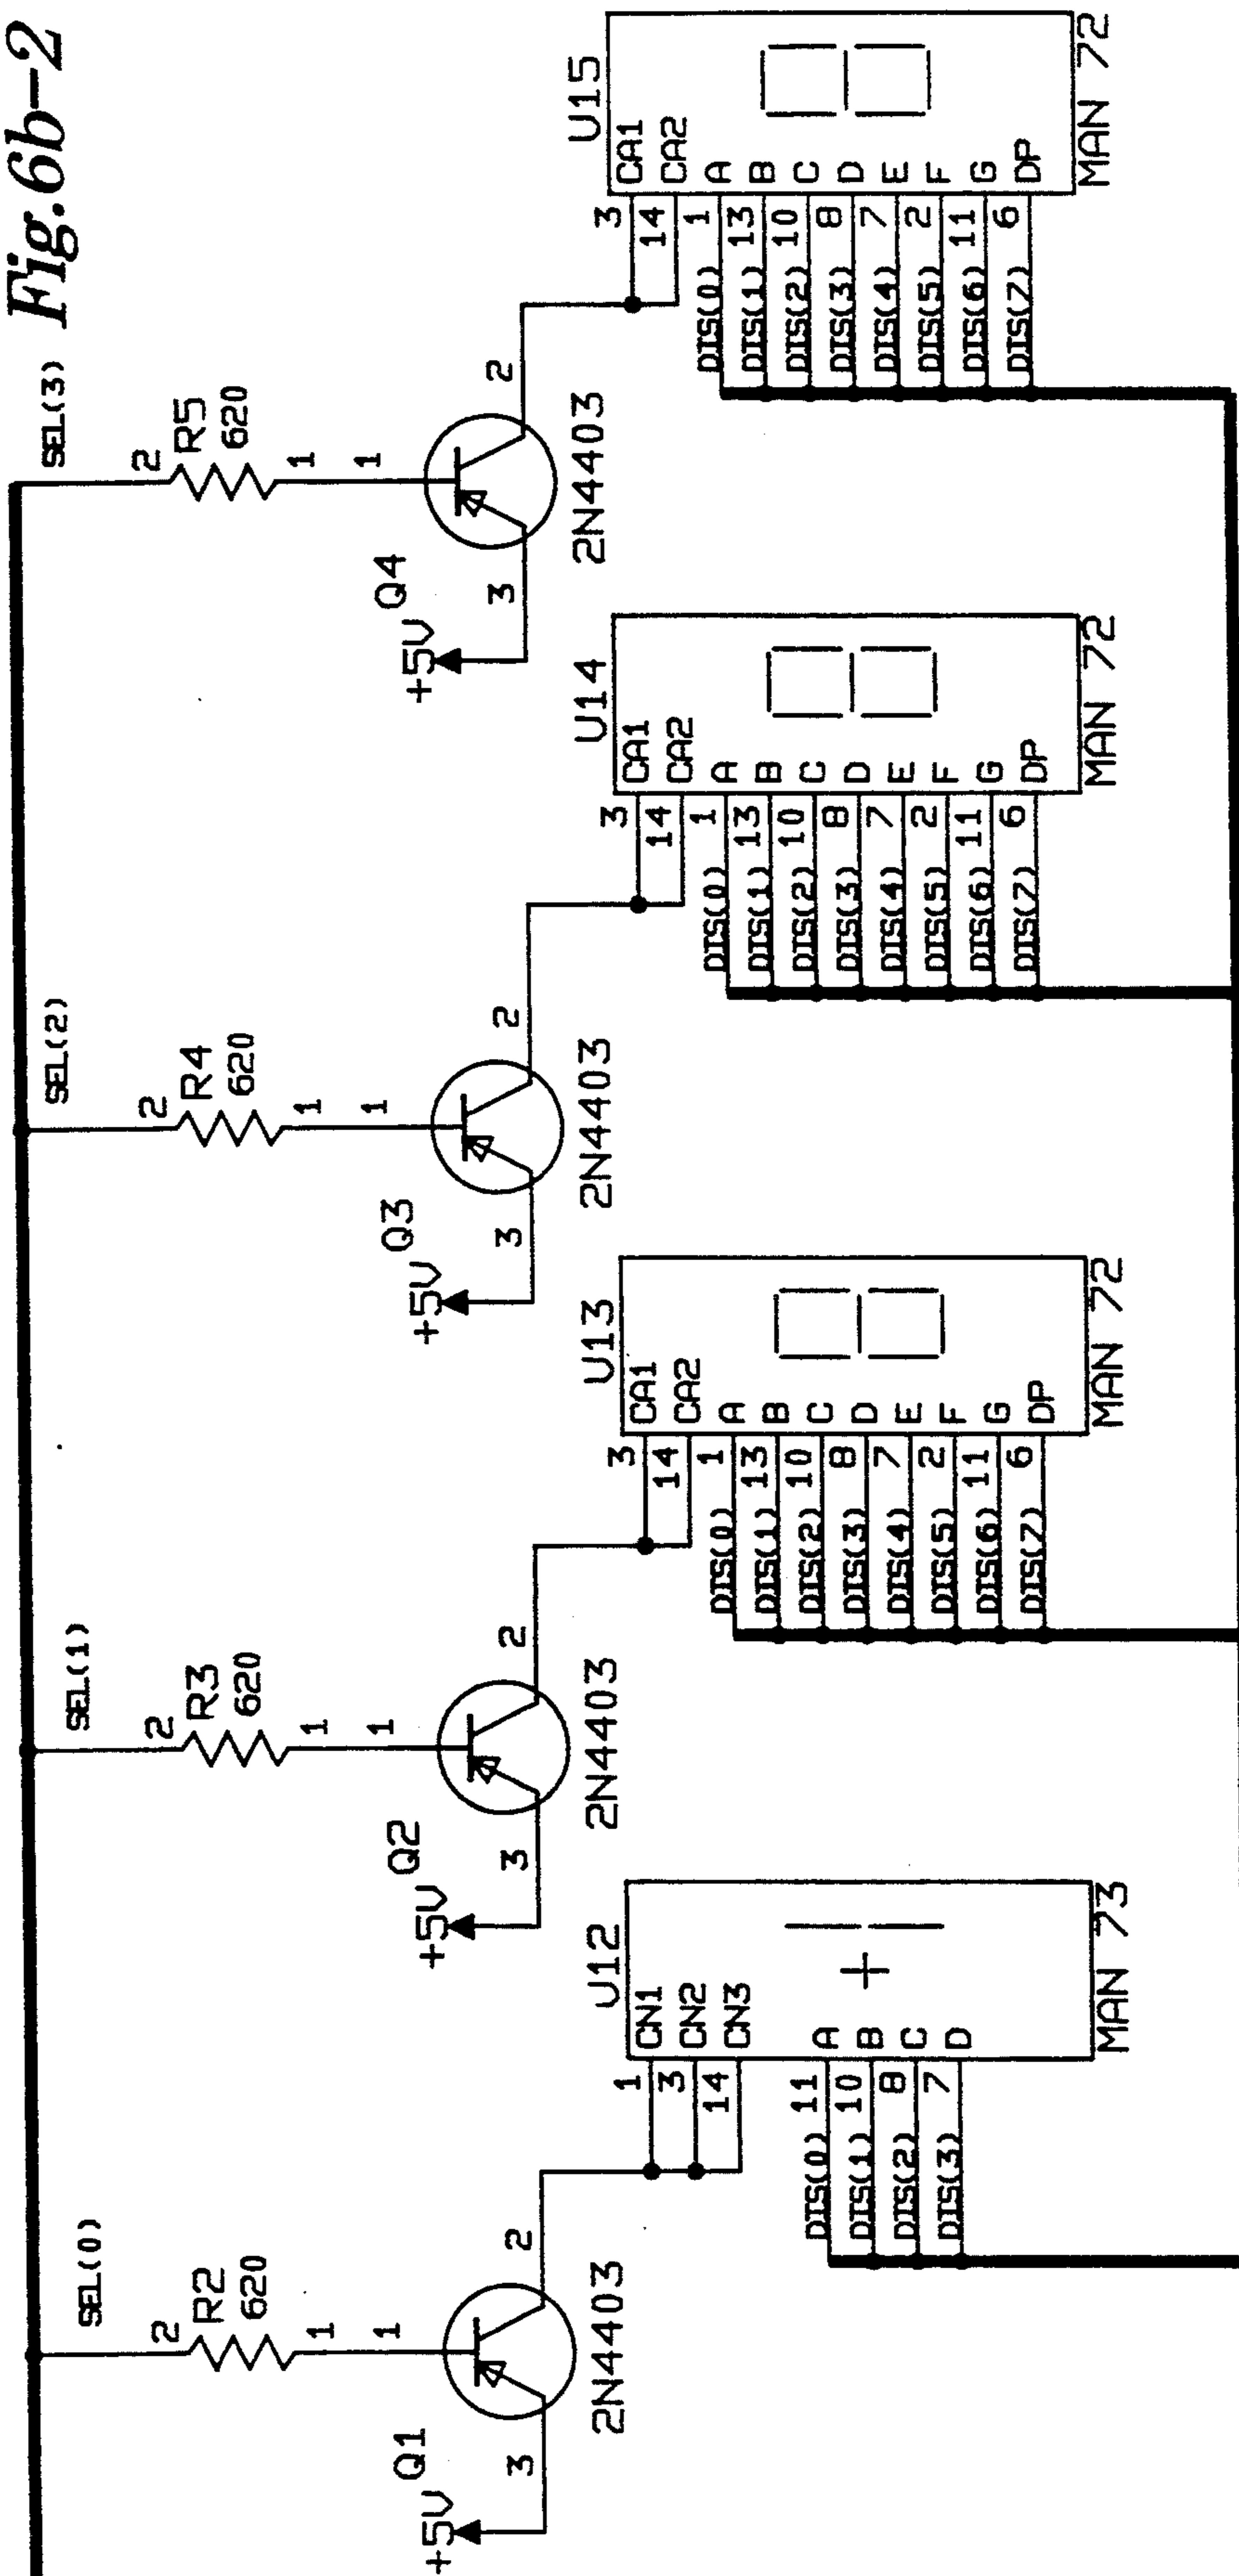 Fig.6b-2
SEL(0)
SEL(1)
SEL(2)
SEL(3)
2
R2
620
1
1
2
R3
620
1
1
2
R4
620
1
1
2
R5
620
1
1
+5V
Q1
3
2
2N4403
+5V
Q2
3
2
2N4403
+5V
Q3
3
2
2N4403
+5V
Q4
3
2
2N4403
U12
1 CN1
3 CN2
14 CN3
DIS(0) 11 A
DIS(1) 10 B
DIS(2) 8 C
DIS(3) 7 D
MAN 73
U13
3 CA1
14 CA2
DIS(0) 1 A
DIS(1) 13 B
DIS(2) 10 C
DIS(3) 8 D
DIS(4) 7 E
DIS(5) 2 F
DIS(6) 11 G
DIS(7) 6 DP
MAN 72
U14
3 CA1
14 CA2
DIS(0) 1 A
DIS(1) 13 B
DIS(2) 10 C
DIS(3) 8 D
DIS(4) 7 E
DIS(5) 2 F
DIS(6) 11 G
DIS(7) 6 DP
MAN 72
U15
3 CA1
14 CA2
DIS(0) 1 A
DIS(1) 13 B
DIS(2) 10 C
DIS(3) 8 D
DIS(4) 7 E
DIS(5) 2 F
DIS(6) 11 G
DIS(7) 6 DP
MAN 72